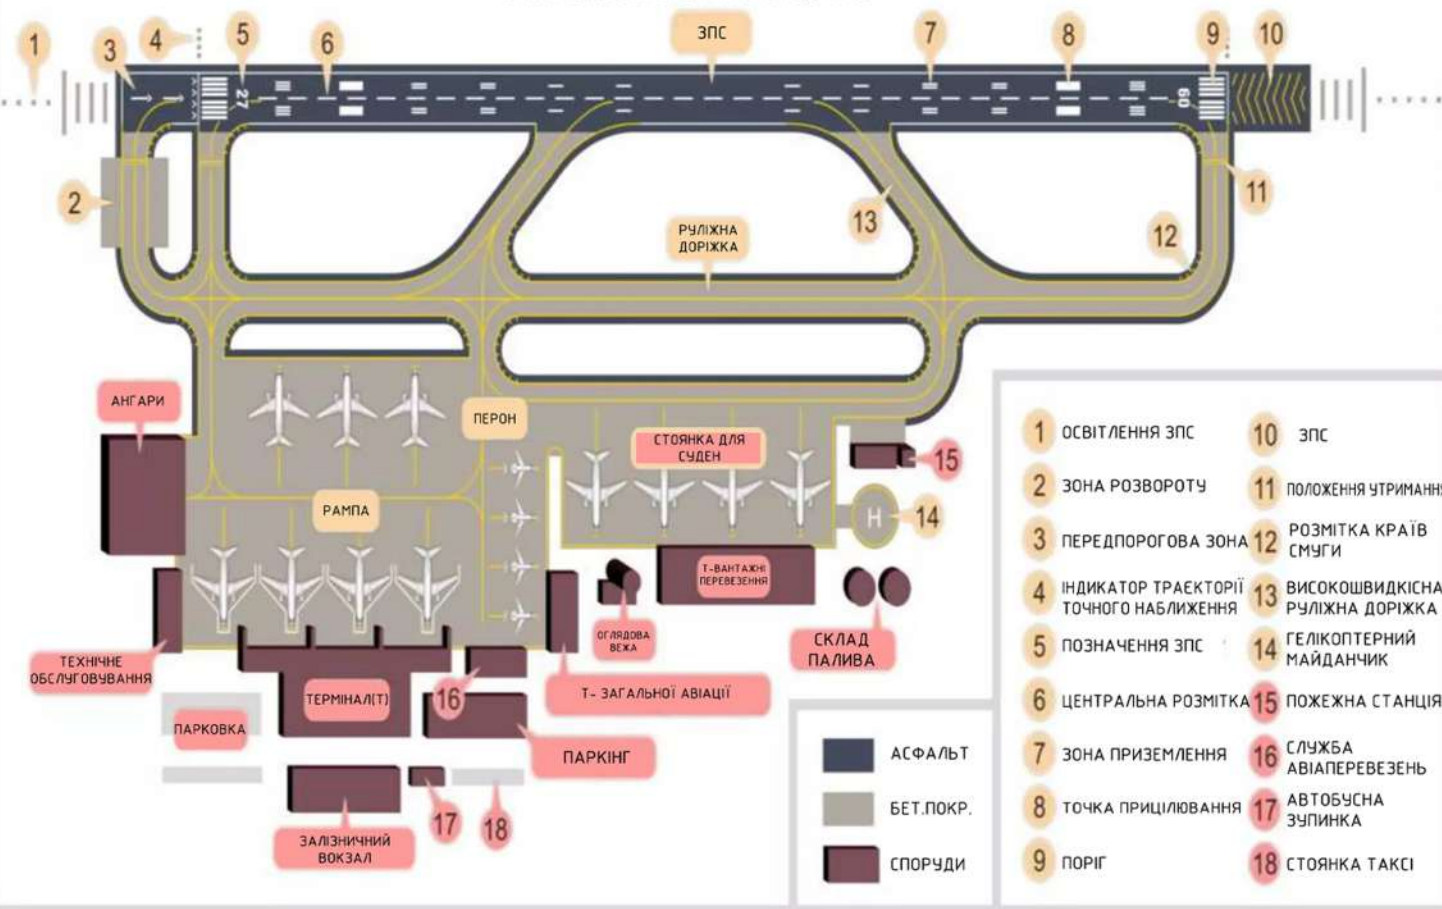 1
3
4
5
6
ЗПС
7
8
9
10
27
09
2
11
13
12
РУЛІЖНА
ДОРІЖКА
АНГАРИ
ПЕРОН
СТОЯНКА ДЛЯ
СУДЕН
15
РАМПА
H
14
Т-ВАНТАЖНІ
ПЕРЕВЕЗЕННЯ
ОГЛЯДОВА
ВЕЖА
СКЛАД
ПАЛИВА
ТЕХНІЧНЕ
ОБСЛУГОВУВАННЯ
ТЕРМІНАЛ(Т)
16
Т- ЗАГАЛЬНОЇ АВІАЦІЇ
ПАРКОВКА
ПАРКІНГ
17
18
ЗАЛІЗНИЧНИЙ
ВОКЗАЛ
АСФАЛЬТ
БЕТ.ПОКР.
СПОРУДИ
1 ОСВІТЛЕННЯ ЗПС
2 ЗОНА РОЗВОРОТУ
3 ПЕРЕДПОРОГОВА ЗОНА
4 ІНДИКАТОР ТРАЄКТОРІЇ
ТОЧНОГО НАБЛИЖЕННЯ
5 ПОЗНАЧЕННЯ ЗПС
6 ЦЕНТРАЛЬНА РОЗМІТКА
7 ЗОНА ПРИЗЕМЛЕННЯ
8 ТОЧКА ПРИЦІЛЮВАННЯ
9 ПОРІГ
10 ЗПС
11 ПОЛОЖЕННЯ УТРИМАННЯ
12 РОЗМІТКА КРАЇВ
СМУГИ
13 ВИСОКОШВИДКІСНА
РУЛІЖНА ДОРІЖКА
14 ГЕЛІКОПТЕРНИЙ
МАЙДАНЧИК
15 ПОЖЕЖНА СТАНЦІЯ
16 СЛУЖБА
АВІАПЕРЕВЕЗЕНЬ
17 АВТОБУСНА
ЗУПИНКА
18 СТОЯНКА ТАКСІ